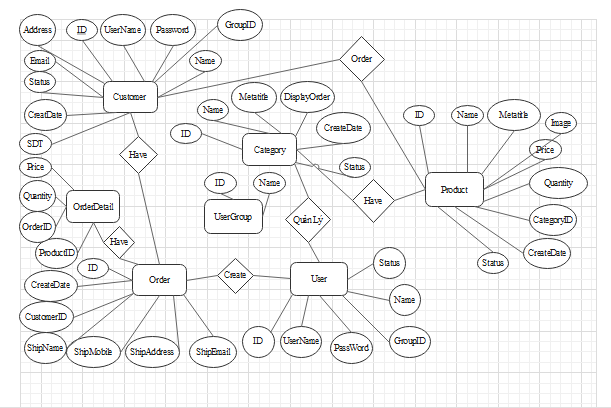 Address
ID
UserName
Password
GroupID
Email
Name
Order
Status
Customer
Metatitle
DisplayOrder
CreatDate
Name
ID
Name
Metatitle
Image
ID
CreateDate
SDT
Have
Category
Price
Price
Status
ID
Name
Product
Quantity
Quantity
Have
OrderDetail
UserGroup
Quản Lý
CategoryID
OrderID
Have
ProductID
CreateDate
ID
Status
Status
Order
Create
User
CreateDate
Name
CustomerID
ShipName
ShipMobile
ShipAddress
ShipEmail
ID
UserName
PassWord
GroupID